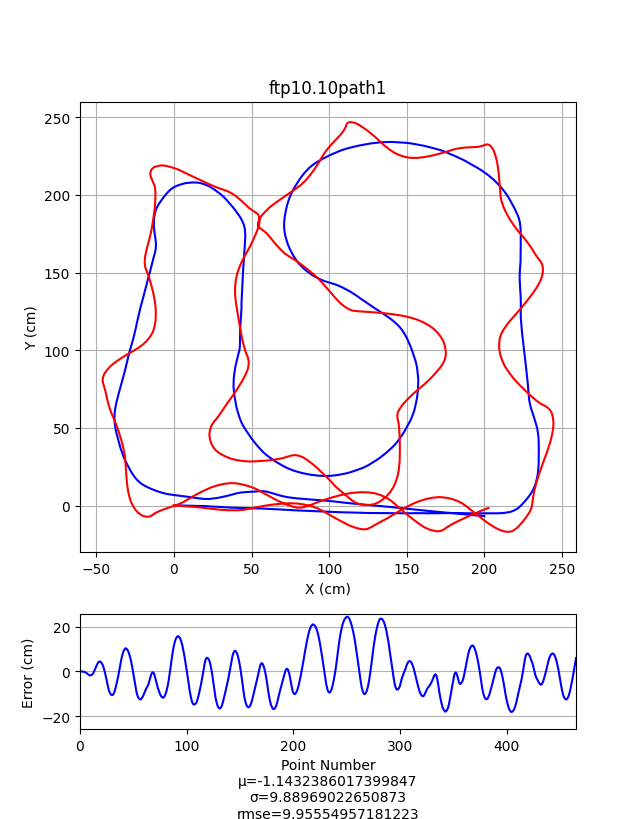 ftp10.10path1
250
200
150
100
50
0
Y (cm)
−50
0
50
100
150
200
250
X (cm)
20
0
−20
Error (cm)
0
100
200
300
400
Point Number
μ=-1.1432386017399847
σ=9.88969022650873
rmse=9.95554957181223